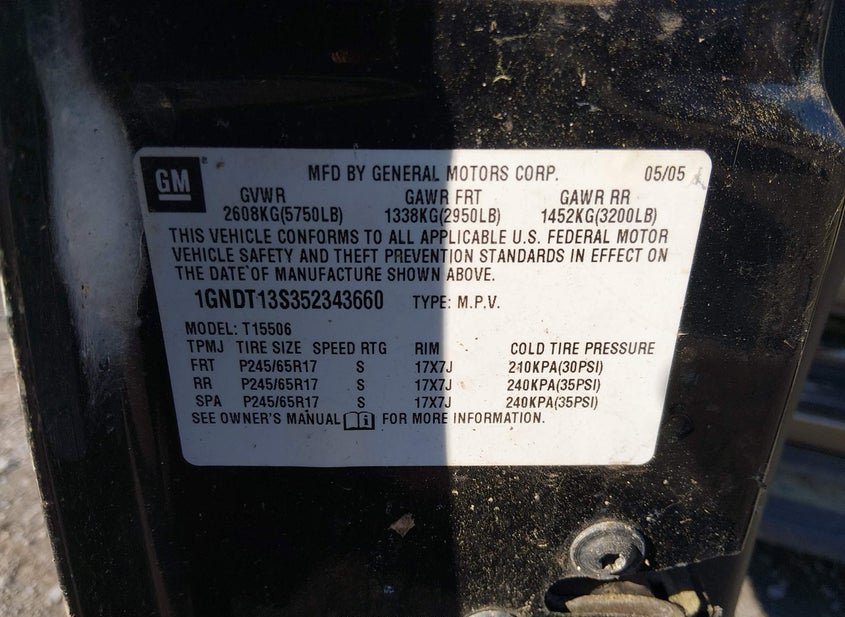 GM
MFD BY GENERAL MOTORS CORP. 05/05
GVWR GAWR FRT GAWR RR
2608KG(5750LB) 1338KG(2950LB) 1452KG(3200LB)
THIS VEHICLE CONFORMS TO ALL APPLICABLE U.S. FEDERAL MOTOR
VEHICLE SAFETY AND THEFT PREVENTION STANDARDS IN EFFECT ON
THE DATE OF MANUFACTURE SHOWN ABOVE.
1GNDT13S352343660 TYPE: M.P.V.
MODEL: T15506
TPMJ TIRE SIZE SPEED RTG RIM COLD TIRE PRESSURE
FRT P245/65R17 S 17X7J 210KPA(30PSI)
RR P245/65R17 S 17X7J 240KPA(35PSI)
SPA P245/65R17 S 17X7J 240KPA(35PSI)
SEE OWNER'S MANUAL FOR MORE INFORMATION.